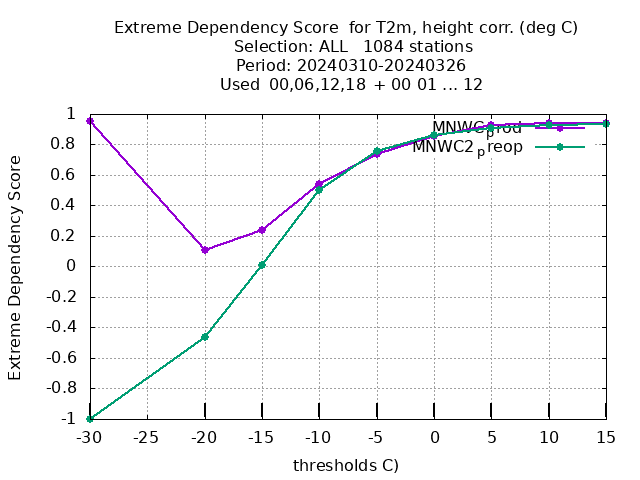 Extreme Dependency Score for T2m, height corr. (deg C)
Selection: ALL 1084 stations
Period: 20240310-20240326
Used 00,06,12,18 + 00 01 ... 12
Extreme Dependency Score
1
0.8
0.6
0.4
0.2
0
-0.2
-0.4
-0.6
-0.8
-1
MNWC_prod
MNWC2_preop
-30 -25 -20 -15 -10 -5 0 5 10 15
thresholds C)